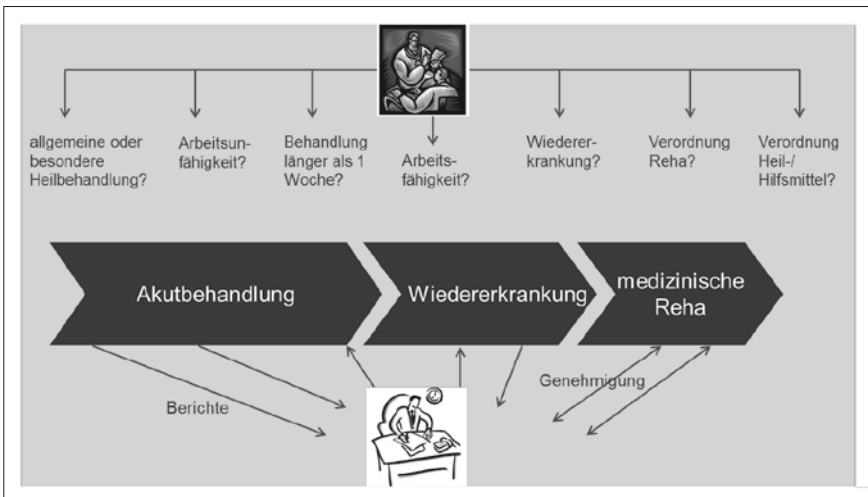 allgemeine oder
besondere
Heilbehandlung?
Arbeitsun-
fähigkeit?
Behandlung
länger als 1
Woche?
Arbeits-
fähigkeit?
Wiederer-
krankung?
Verordnung
Reha?
Verordnung
Heil-/
Hilfsmittel?
Akutbehandlung
Wiedererkrankung
medizinische
Reha
Berichte
Genehmigung